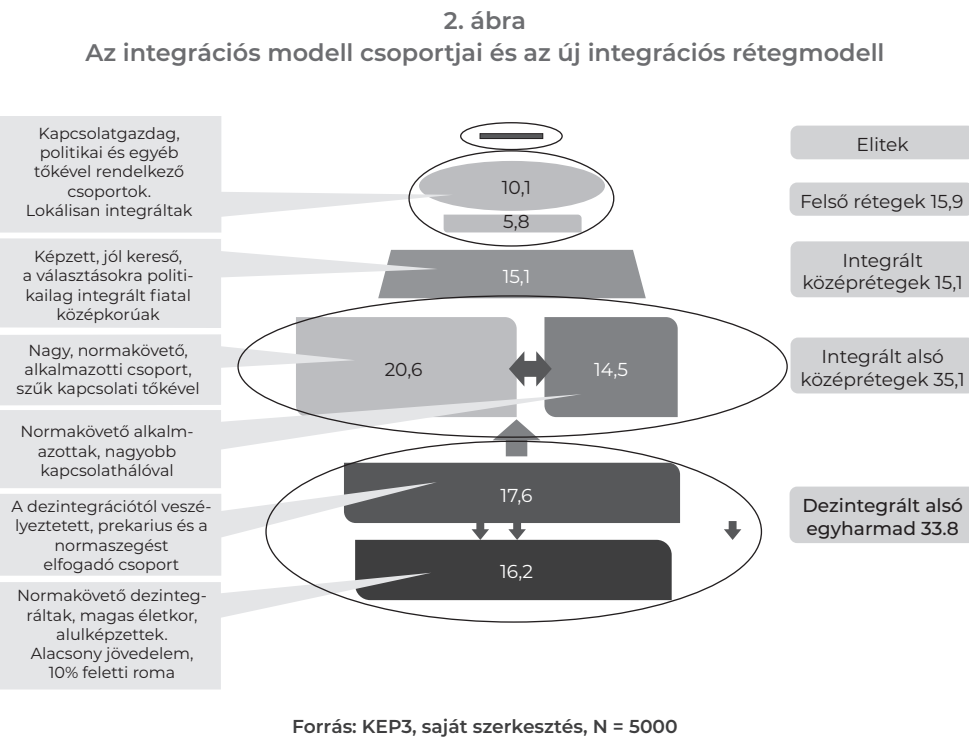 2. ábra
Az integrációs modell csoportjai és az új integrációs rétegmodell
Kapcsolatgazdag,
politikai és egyéb
tőkével rendelkező
csoportok.
Lokálisan integráltak
Képzett, jól kereső,
a választásokra politi-
kailag integrált fiatal
középkorúak
Nagy, normakövető,
alkalmazotti csoport,
szűk kapcsolati tőkével
Normakövető alkalm-
azottak, nagyobb
kapcsolathálóval
A dezintegrációtól veszé-
lyeztetett, prekarius és a
normaszegést
elfogadó csoport
Normakövető dezinteg-
ráltak, magas életkor,
alulképzettek.
Alacsony jövedelem,
10% feletti roma
10,1
5,8
15,1
20,6
14,5
17,6
16,2
Elitek
Felső rétegek 15,9
Integrált
középrétegek 15,1
Integrált alsó
középrétegek 35,1
Dezintegrált alsó
egyharmad 33.8
Forrás: KEP3, saját szerkesztés, N = 5000